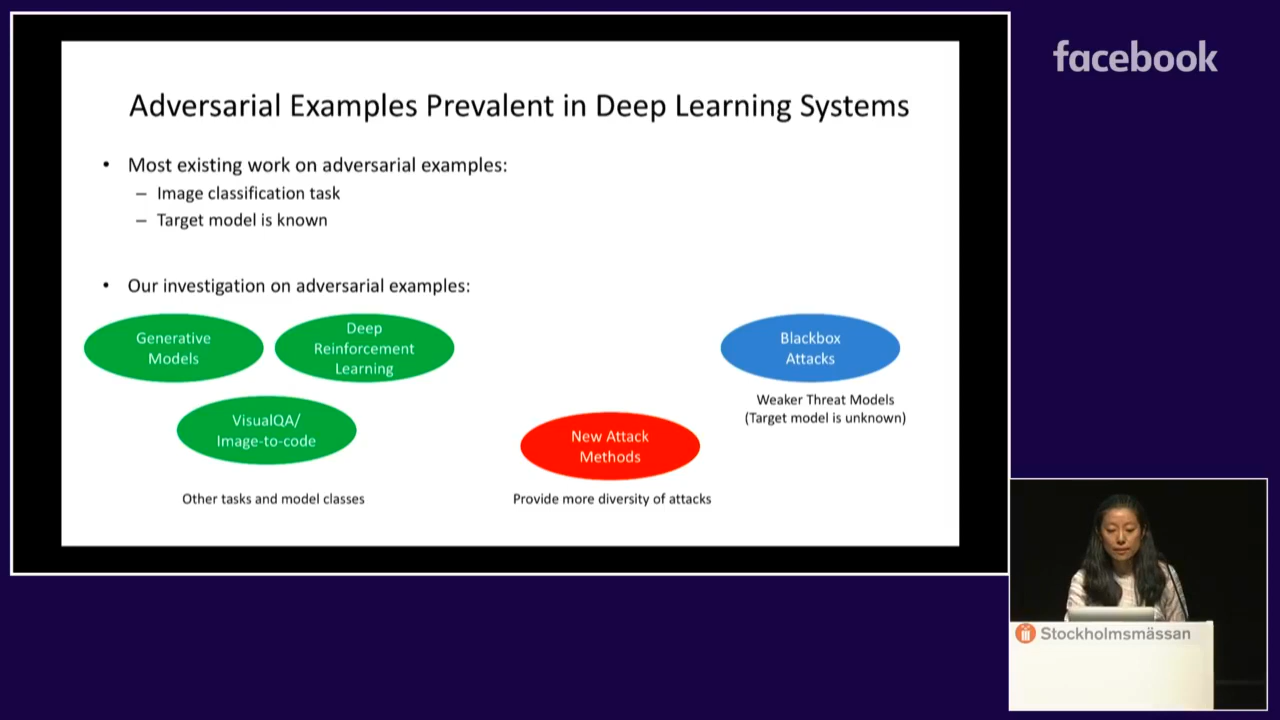 facebook
Adversarial Examples Prevalent in Deep Learning Systems
• Most existing work on adversarial examples:
– Image classification task
– Target model is known
• Our investigation on adversarial examples:
Generative
Models
Deep
Reinforcement
Learning
VisualQA/
Image-to-code
Other tasks and model classes
New Attack
Methods
Provide more diversity of attacks
Blackbox
Attacks
Weaker Threat Models
(Target model is unknown)
Stockholmsmässan